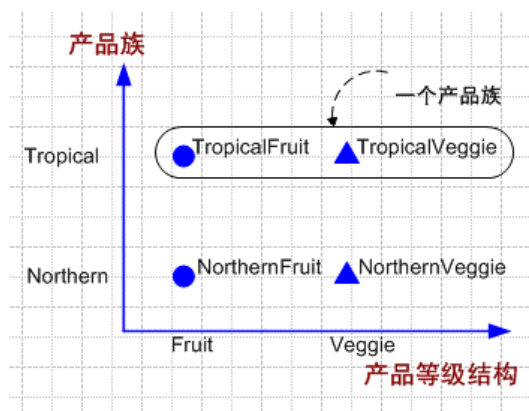 产品族
一个产品族
Tropical
TropicalFruit
TropicalVeggie
Northern
NorthernFruit
NorthernVeggie
Fruit
Veggie
产品等级结构